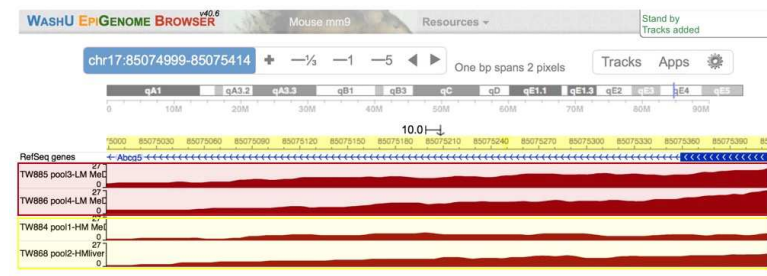 WASHU EPIGENOME BROWSER v40.6
Mouse mm9
Resources
Stand by
Tracks added
chr17:85074999-85075414
+ —⅓ —1 —5
One bp spans 2 pixels
Tracks Apps
qA1 qA3.2 qA3.3 qB1 qB3 qC qD qE1.1 qE1.3 qE2 qE3 qE4 qE5
0 10M 20M 30M 40M 50M 60M 70M 80M 90M
10.0
'5000 85075030 85075060 85075090 85075120 85075150 85075180 85075210 85075240 85075270 85075300 85075330 85075360 85075390 85
RefSeq genes Abcg5
27
TW885 pool3-LM MeD
0
27
TW886 pool4-LM MeD
0
27
TW884 pool1-HM MeD
0
27
TW868 pool2-HMliver
0